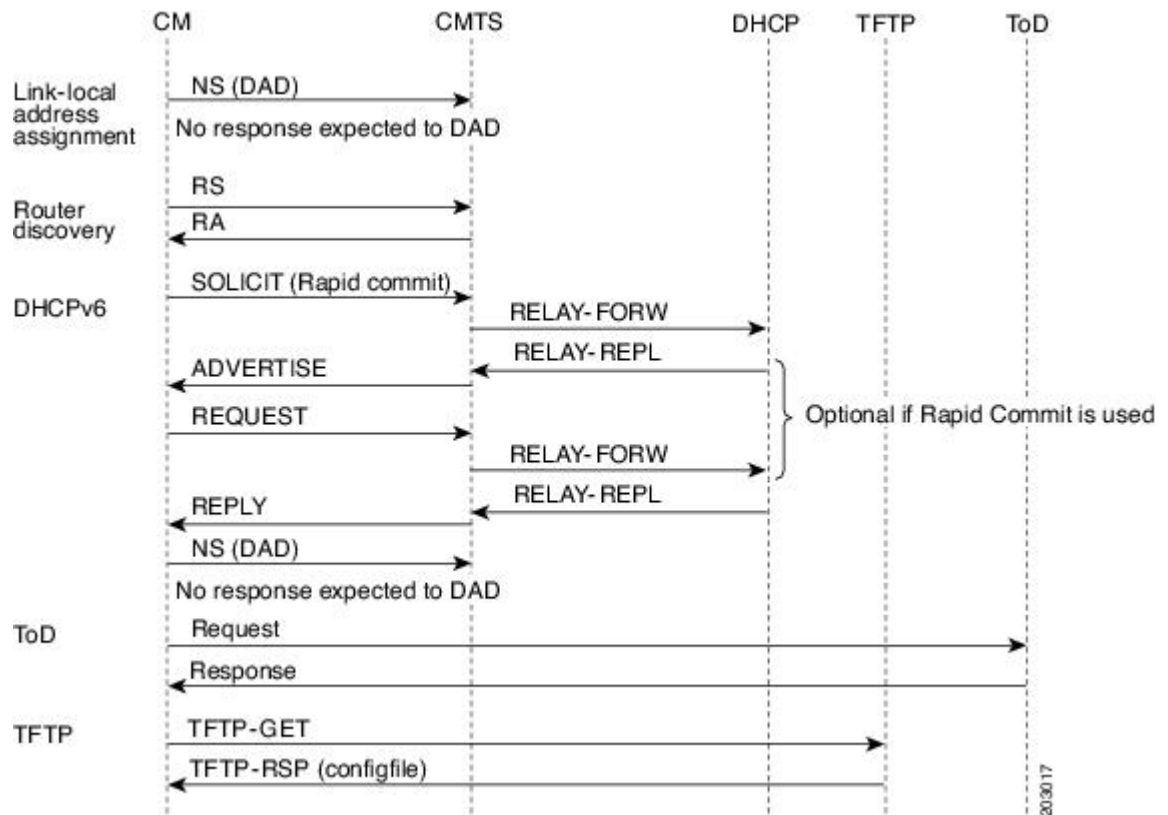 CM CMTS DHCP TFTP ToD
Link-local
address
assignment
NS (DAD)
No response expected to DAD
Router
discovery
RS
RA
DHCPv6
SOLICIT (Rapid commit)
RELAY-FORW
RELAY-REPL
ADVERTISE
REQUEST
Optional if Rapid Commit is used
RELAY-FORW
RELAY-REPL
REPLY
NS (DAD)
No response expected to DAD
ToD
Request
Response
TFTP
TFTP-GET
TFTP-RSP (configfile)
203017